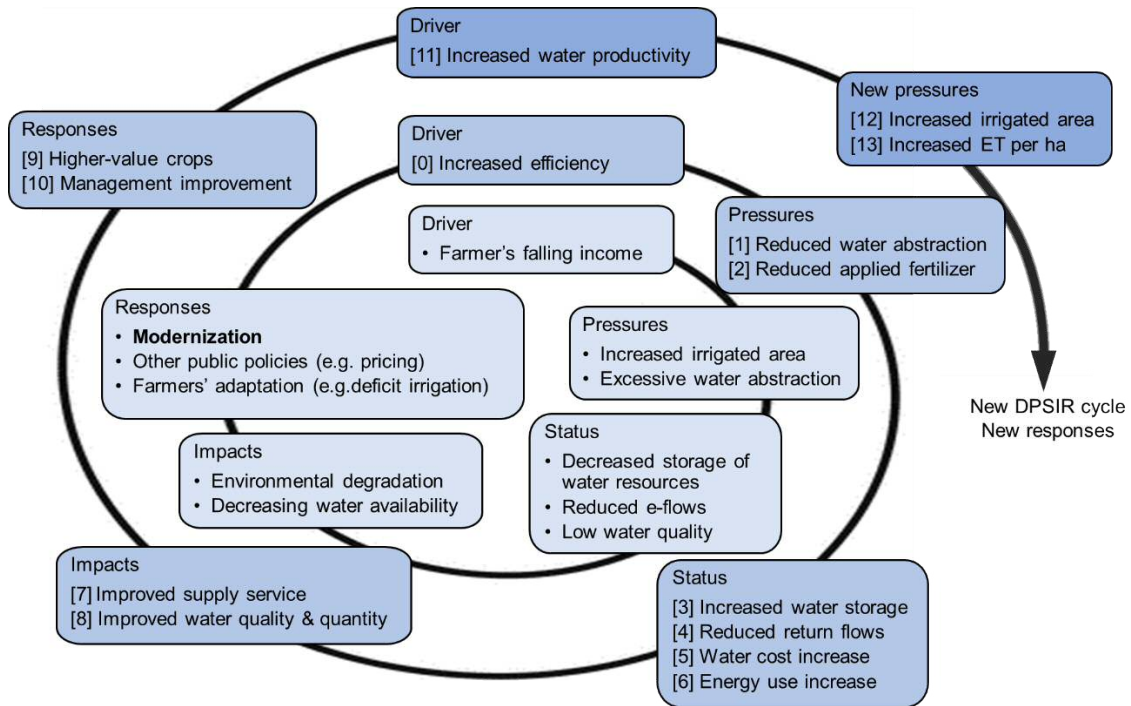 Driver
[11] Increased water productivity
New pressures
[12] Increased irrigated area
[13] Increased ET per ha
Responses
[9] Higher-value crops
[10] Management improvement
Driver
[0] Increased efficiency
Pressures
[1] Reduced water abstraction
[2] Reduced applied fertilizer
Driver
• Farmer's falling income
Responses
• Modernization
• Other public policies (e.g. pricing)
• Farmers' adaptation (e.g.deficit irrigation)
Pressures
• Increased irrigated area
• Excessive water abstraction
New DPSIR cycle
New responses
Impacts
• Environmental degradation
• Decreasing water availability
Status
• Decreased storage of
water resources
• Reduced e-flows
• Low water quality
Impacts
[7] Improved supply service
[8] Improved water quality & quantity
Status
[3] Increased water storage
[4] Reduced return flows
[5] Water cost increase
[6] Energy use increase